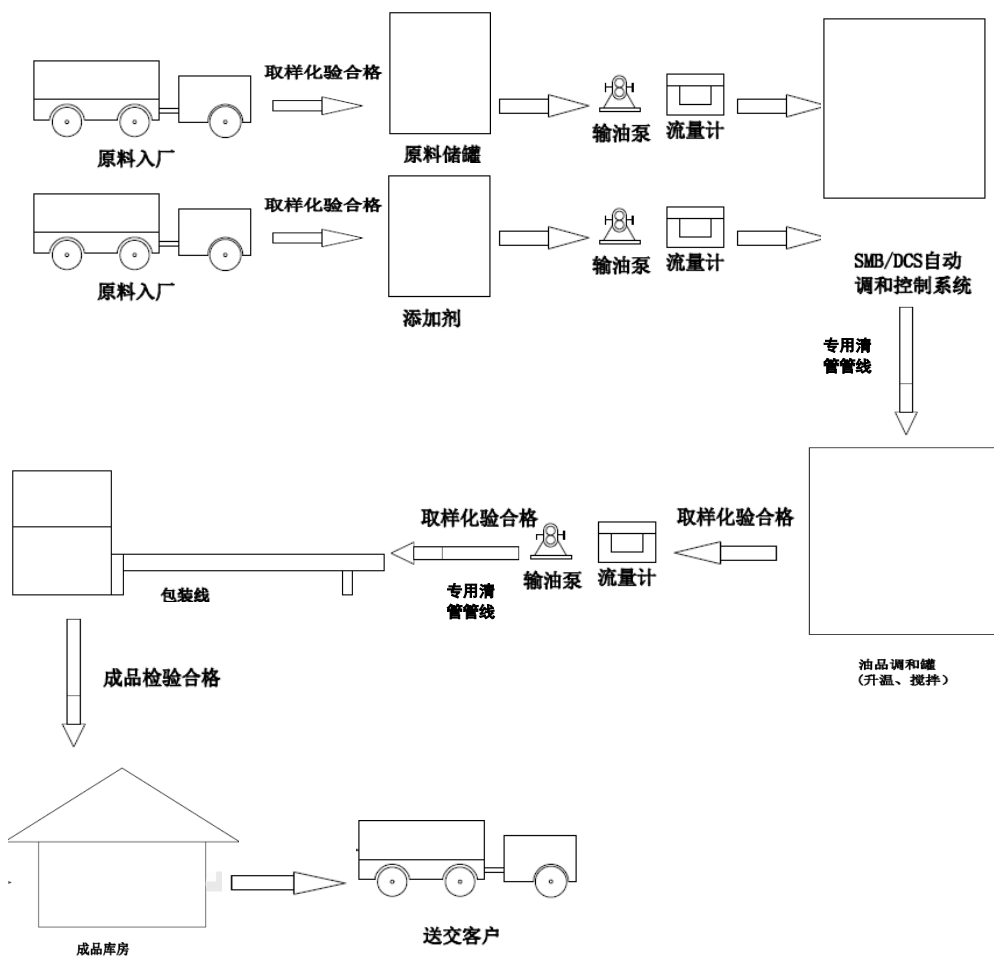 取样化验合格
原料入厂
原料储罐
输油泵
流量计
取样化验合格
原料入厂
添加剂
输油泵
流量计
SMB/DCS自动
调和控制系统
专用清
管管线
取样化验合格
取样化验合格
输油泵
流量计
专用清
管管线
包装线
油品调和罐
(升温、搅拌)
成品检验合格
成品库房
送交客户